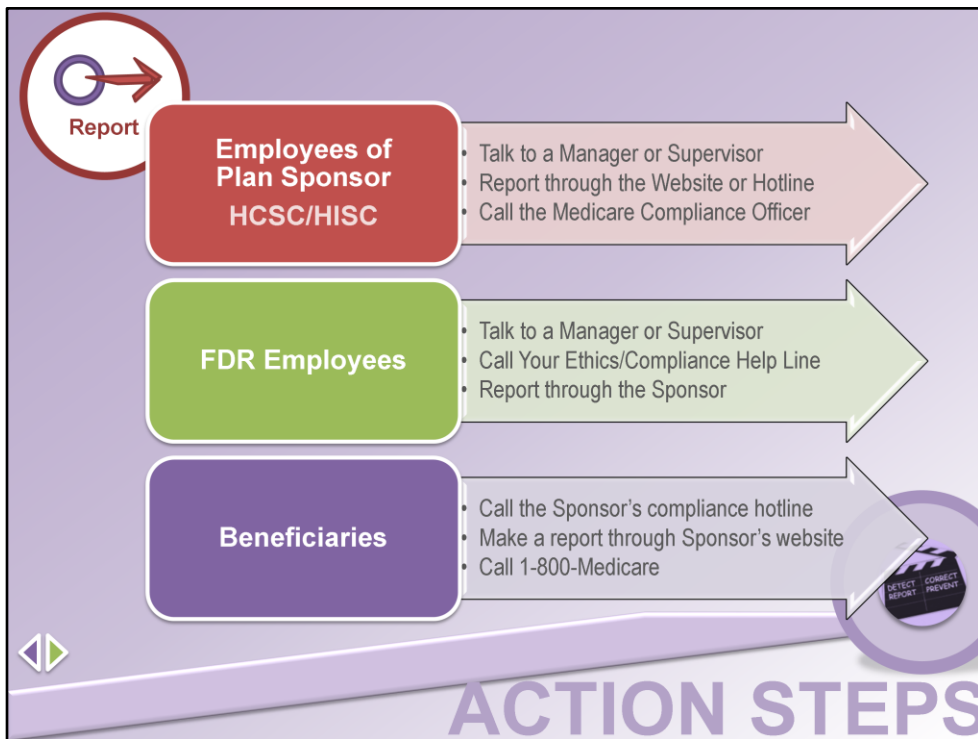 Report
Employees of
Plan Sponsor
HCSC/HISC
• Talk to a Manager or Supervisor
• Report through the Website or Hotline
• Call the Medicare Compliance Officer
FDR Employees
• Talk to a Manager or Supervisor
• Call Your Ethics/Compliance Help Line
• Report through the Sponsor
Beneficiaries
• Call the Sponsor's compliance hotline
• Make a report through Sponsor's website
• Call 1-800-Medicare
DETECT CORRECT
REPORT PREVENT
ACTION STEPS